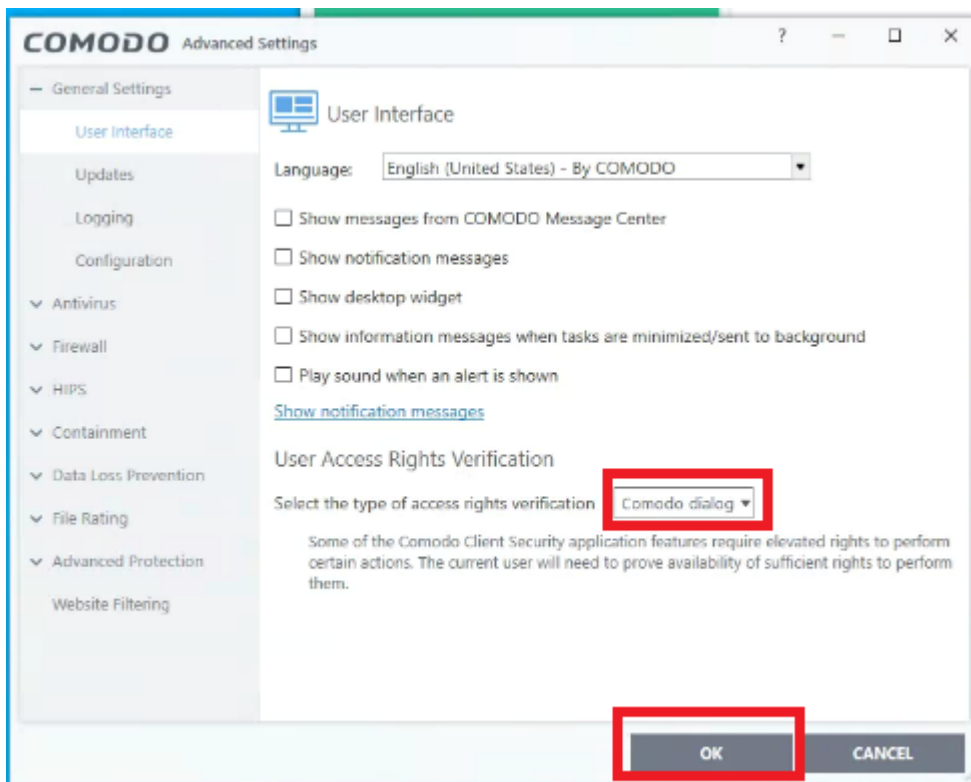 COMODO Advanced Settings
?
General Settings
User Interface
Updates
Logging
Configuration
Antivirus
Firewall
HIPS
Containment
Data Loss Prevention
File Rating
Advanced Protection
Website Filtering
User Interface
Language: English (United States) - By COMODO
Show messages from COMODO Message Center
Show notification messages
Show desktop widget
Show information messages when tasks are minimized/sent to background
Play sound when an alert is shown
Show notification messages
User Access Rights Verification
Select the type of access rights verification Comodo dialog
Some of the Comodo Client Security application features require elevated rights to perform
certain actions. The current user will need to prove availability of sufficient rights to perform
them.
OK CANCEL